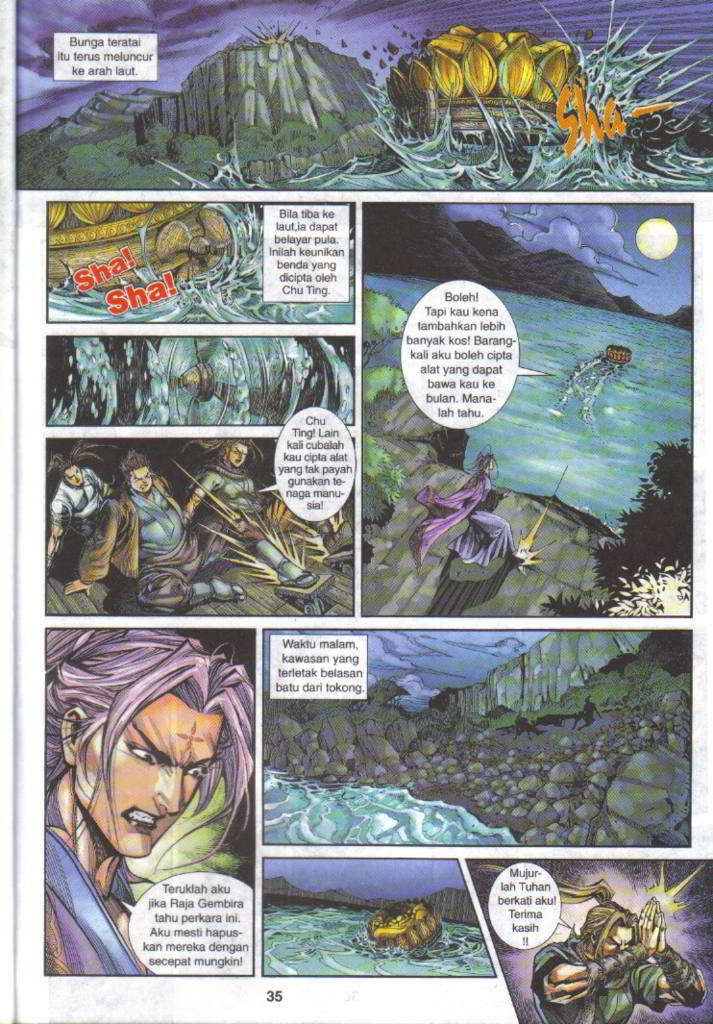 Bunga teratai
itu terus meluncur
ke arah laut.
Sha
Bila tiba ke
laut,ia dapat
belayar pula.
Inilah keunikan
benda yang
dicipta oleh
Chu Ting.
Sha!
Sha!
Boleh!
Tapi kau kena
tambahkan lebih
banyak kos! Barang-
kali aku boleh cipta
alat yang dapat
bawa kau ke
bulan. Mana-
lah tahu.
Chu
Ting! Lain
kali cubalah
kau cipta alat
yang tak payah
gunakan te-
naga manu-
sia!
Teruklah aku
jika Raja Gembira
tahu perkara ini.
Aku mesti hapus-
kan mereka dengan
secepat mungkin!
Waktu malam,
kawasan yang
terletak belasan
batu dari tokong.
Mujur-
lah Tuhan
berkati aku!
Terima
kasih
!!
35